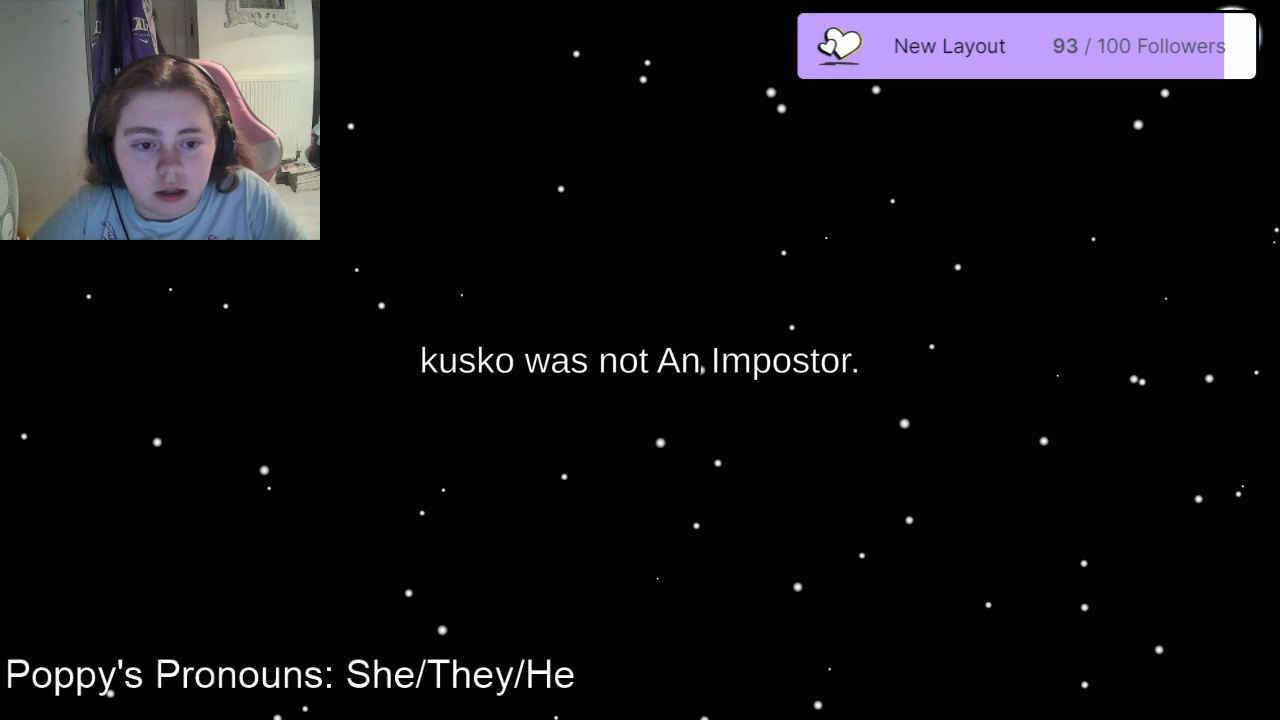 New Layout 93 / 100 Followers
kusko was not An Impostor.
Poppy's Pronouns: She/They/He